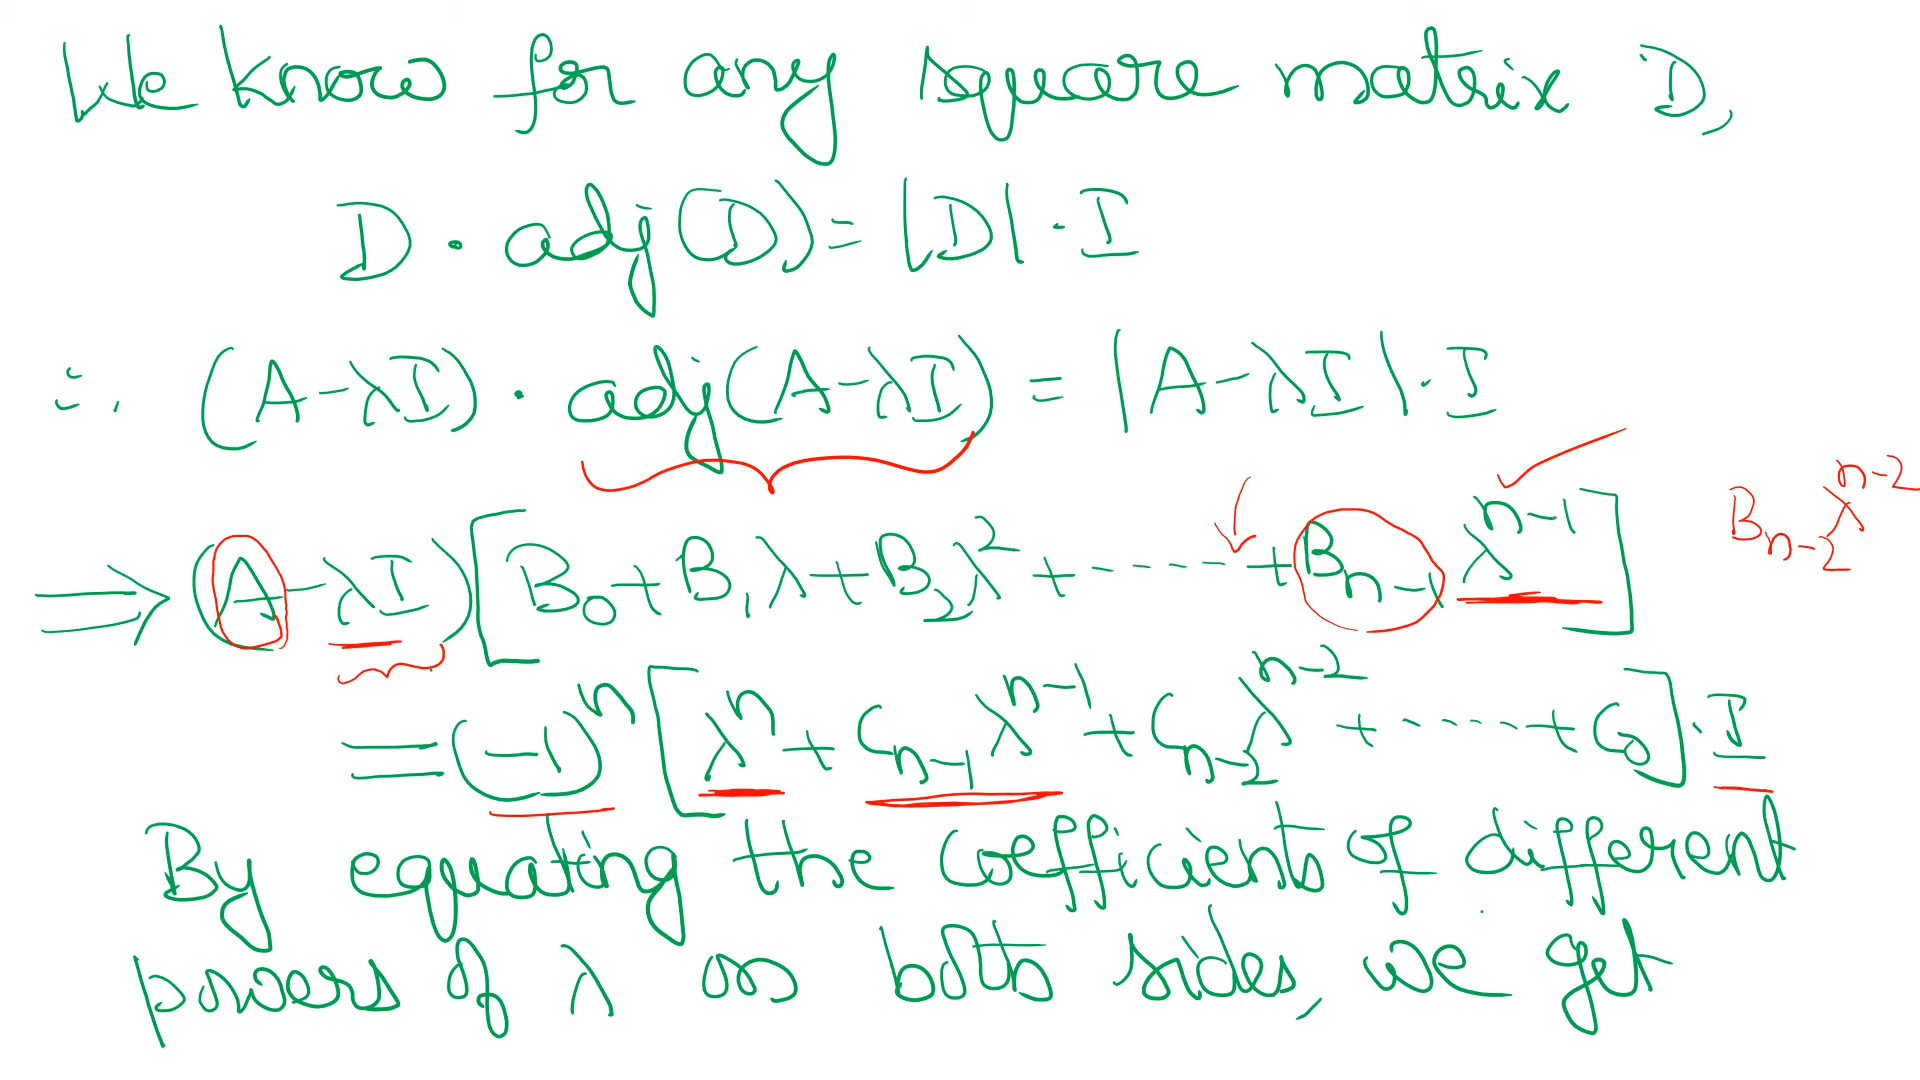 We know for any square matrix D,
D · adj(D) = |D| · I
∴ (A-λI) · adj(A-λI) = |A-λI| · I
⇒ (A-λI)[B₀+B₁λ+B₂λ²+-----+Bₙ₋₁λⁿ⁻¹] Bₙ₋₂λⁿ⁻²
=(-1)ⁿ[λⁿ+Cₙ₋₁λⁿ⁻¹+Cₙ₋₂λⁿ⁻²+-----+C₀]·I
By equating the coefficients of different
powers of λ on both sides, we get